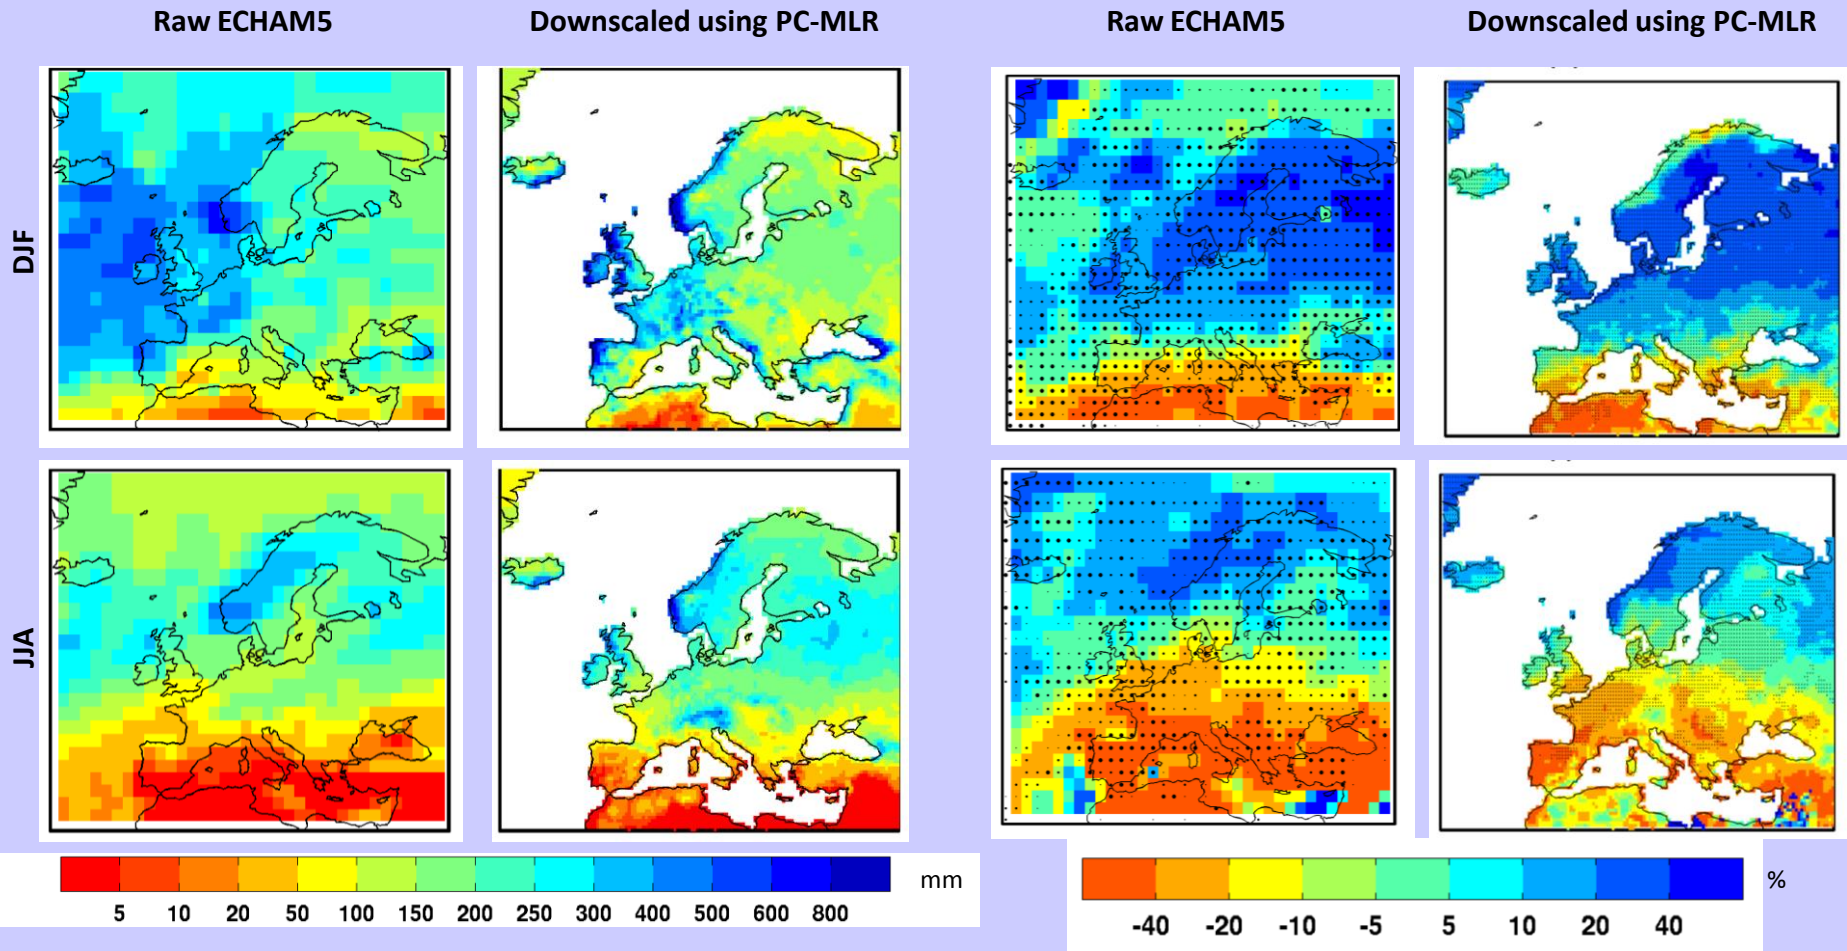 Raw ECHAM5
Downscaled using PC-MLR
Raw ECHAM5
Downscaled using PC-MLR
DJF
JJA
5 10 20 50 100 150 200 250 300 400 500 600 800
mm
-40 -20 -10 -5 5 10 20 40
%